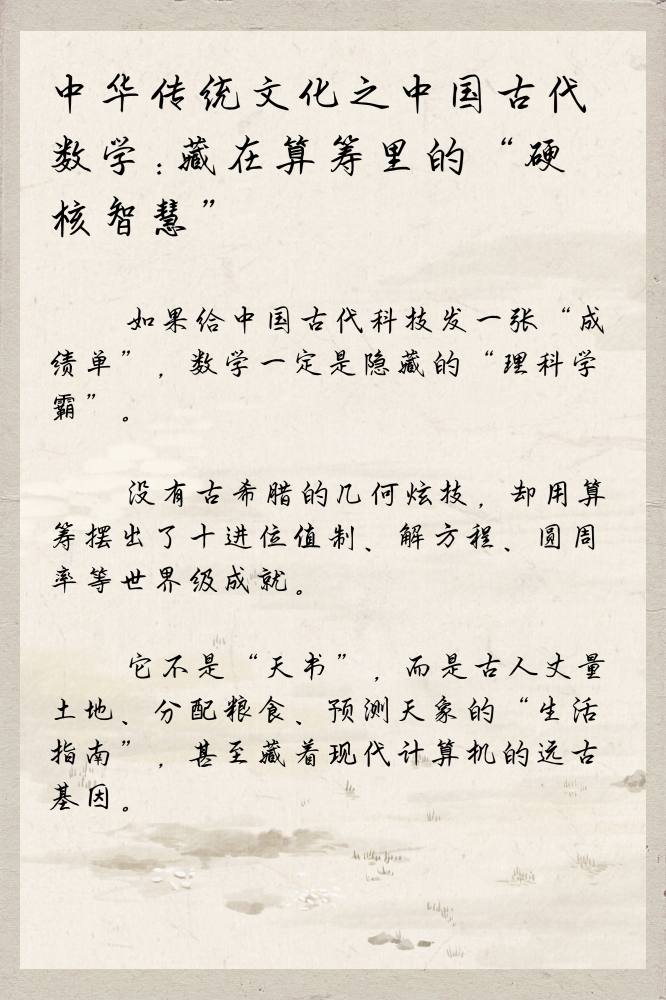 中华传统文化之中国古代
数学:藏在算筹里的“硬
核智慧”
如果给中国古代科技发一张“成
绩单”，数学一定是隐藏的“理科学
霸”。
没有古希腊的几何炫技，却用算
筹摆出了十进位值制、解方程、圆周
率等世界级成就。
它不是“天书”，而是古人丈量
土地、分配粮食、预测天象的“生活
指南”，甚至藏着现代计算机的远古
基因。